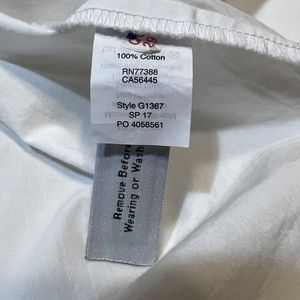 100% Cotton
RN77388
CA56445
Style G1367
SP 17
PO 4058561
Remove Before
Wearing or Wash